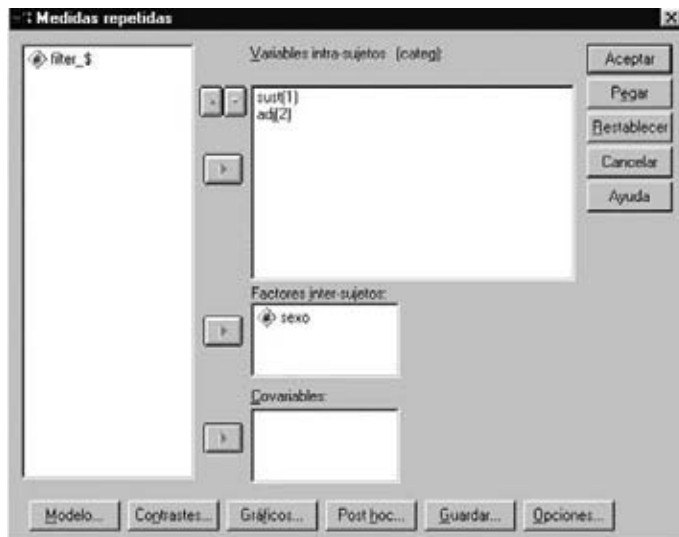 Medidas repetidas
filter_$
Variables intra-sujetos (categ):
sust(1)
adj(2)
Factores inter-sujetos:
sexo
Covariables:
Aceptar
Pegar
Restablecer
Cancelar
Ayuda
Modelo...
Contrastes...
Gráficos...
Post hoc...
Guardar...
Opciones...